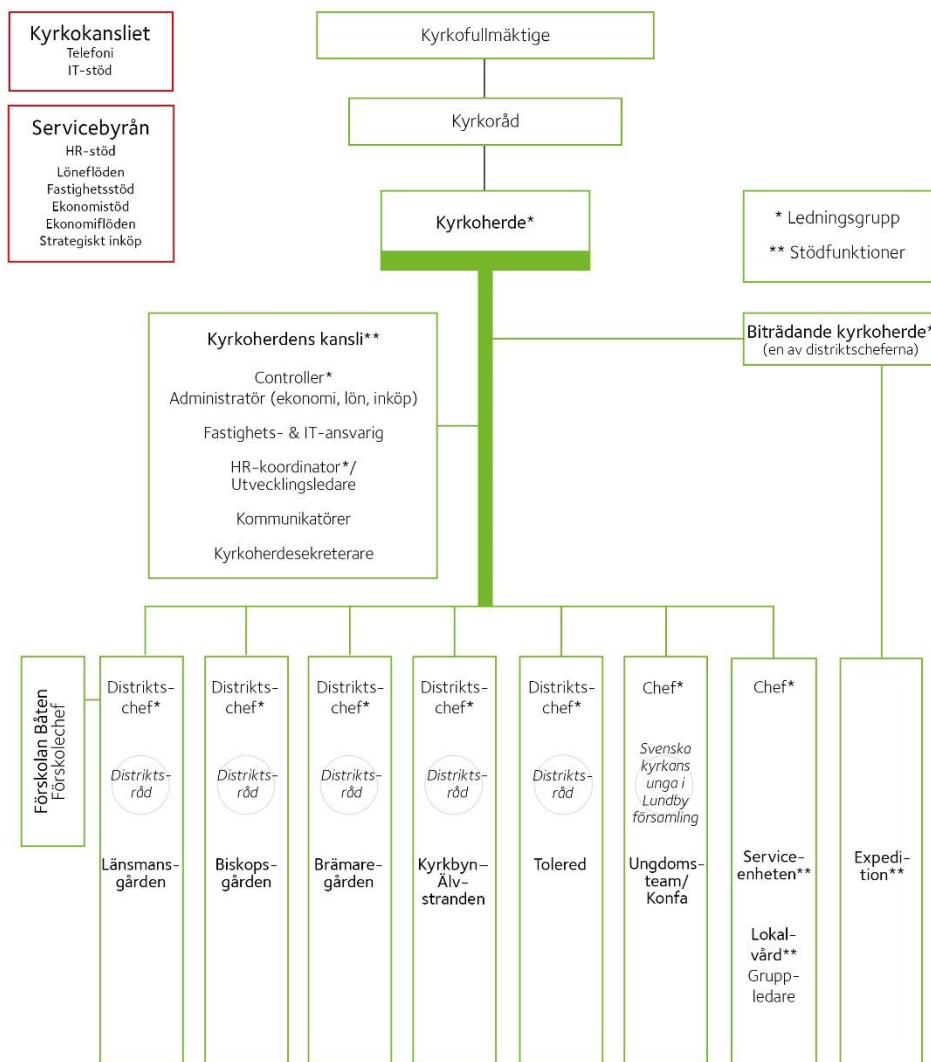 Kyrkokansliet
Telefoni
IT-stöd
Servicebyrån
HR-stöd
Löneflöden
Fastighetsstöd
Ekonomistöd
Ekonomiflöden
Strategiskt inköp
Kyrkofullmäktige
Kyrkoråd
Kyrkoherde*
* Ledningsgrupp
** Stödfunktioner
Kyrkoherdens kansli**
Controller*
Administratör (ekonomi, lön, inköp)
Fastighets- & IT-ansvarig
HR-koordinator*/
Utvecklingsledare
Kommunikatörer
Kyrkoherdesekreterare
Biträdande kyrkoherde*
(en av distriktscheferna)
Förskolan Båten
Förskolechef
Distrikts-
chef*
Distrikts-
råd
Länsmans-
gården
Distrikts-
chef*
Distrikts-
råd
Biskops-
gården
Distrikts-
chef*
Distrikts-
råd
Brämare-
gården
Distrikts-
chef*
Distrikts-
råd
Kyrkbyn–
Älv-
stranden
Distrikts-
chef*
Distrikts-
råd
Tolered
Chef*
Svenska
kyrkans
unga i
Lundby
församling
Ungdoms-
team/
Konfa
Chef*
Service-
enheten**
Lokal-
vård**
Grupp-
ledare
Expedi-
tion**